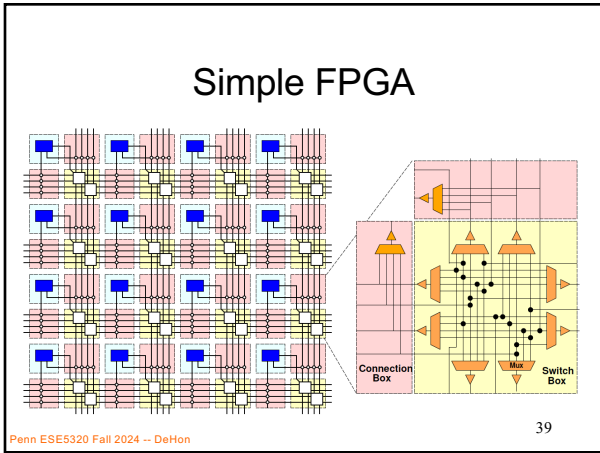 Simple FPGA
Mux
Connection
Box
Switch
Box
39
Penn ESE5320 Fall 2024 -- DeHon